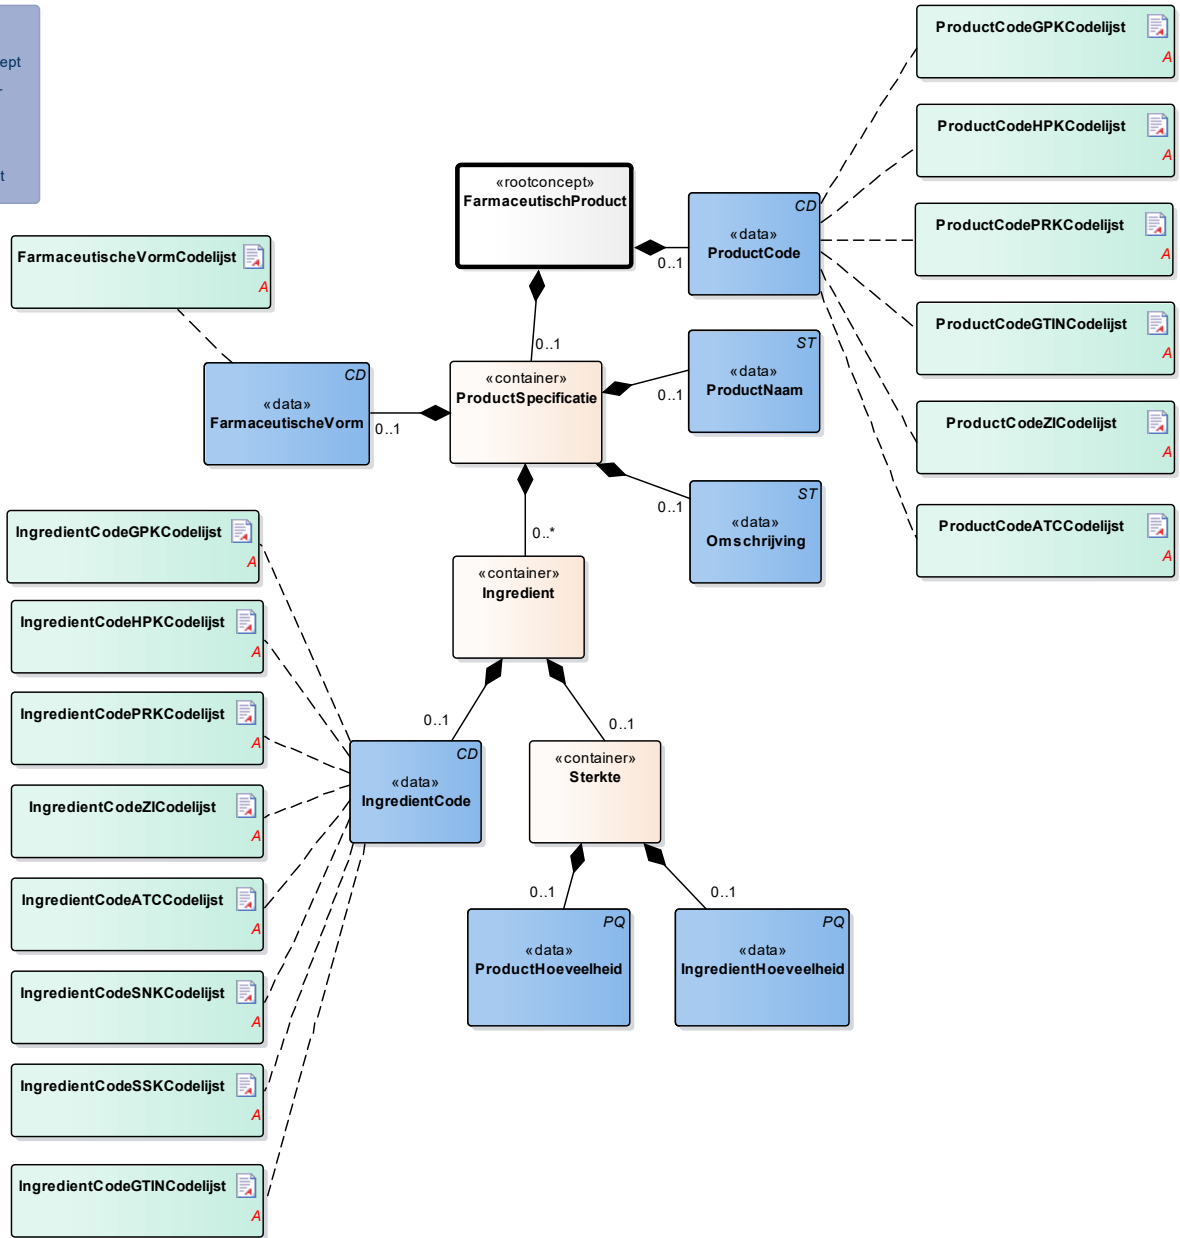 ept
r
t
ProductCodeGPKCodelijst
A
ProductCodeHPKCodelijst
A
«rootconcept»
FarmaceutischProduct
0..1
CD
«data»
ProductCode
ProductCodePRKCodelijst
A
FarmaceutischeVormCodelijst
A
ProductCodeGTINCodelijst
A
0..1
ST
«data»
ProductNaam
0..1
«container»
ProductSpecificatie
CD
«data»
FarmaceutischeVorm
0..1
ProductCodeZICodelijst
A
ST
«data»
Omschrijving
0..1
ProductCodeATCCodelijst
A
0..*
IngredientCodeGPKCodelijst
A
«container»
Ingredient
IngredientCodeHPKCodelijst
A
IngredientCodePRKCodelijst
A
0..1
0..1
CD
«data»
IngredientCode
«container»
Sterkte
IngredientCodeZICodelijst
A
IngredientCodeATCCodelijst
A
0..1
0..1
PQ
«data»
ProductHoeveelheid
PQ
«data»
IngredientHoeveelheid
IngredientCodeSNKCodelijst
A
IngredientCodeSSKCodelijst
A
IngredientCodeGTINCodelijst
A